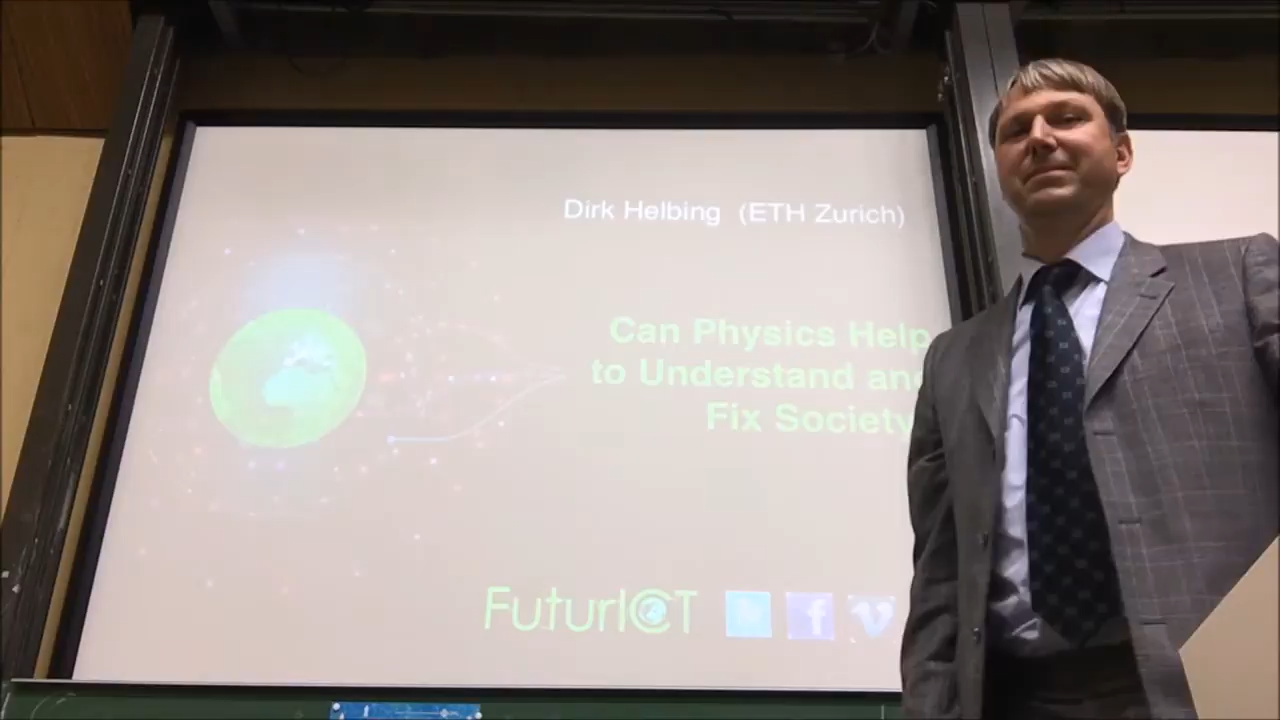 Dirk Helbing (ETH Zurich)
Can Physics Help
to Understand and
Fix Society
FuturICT
f
v